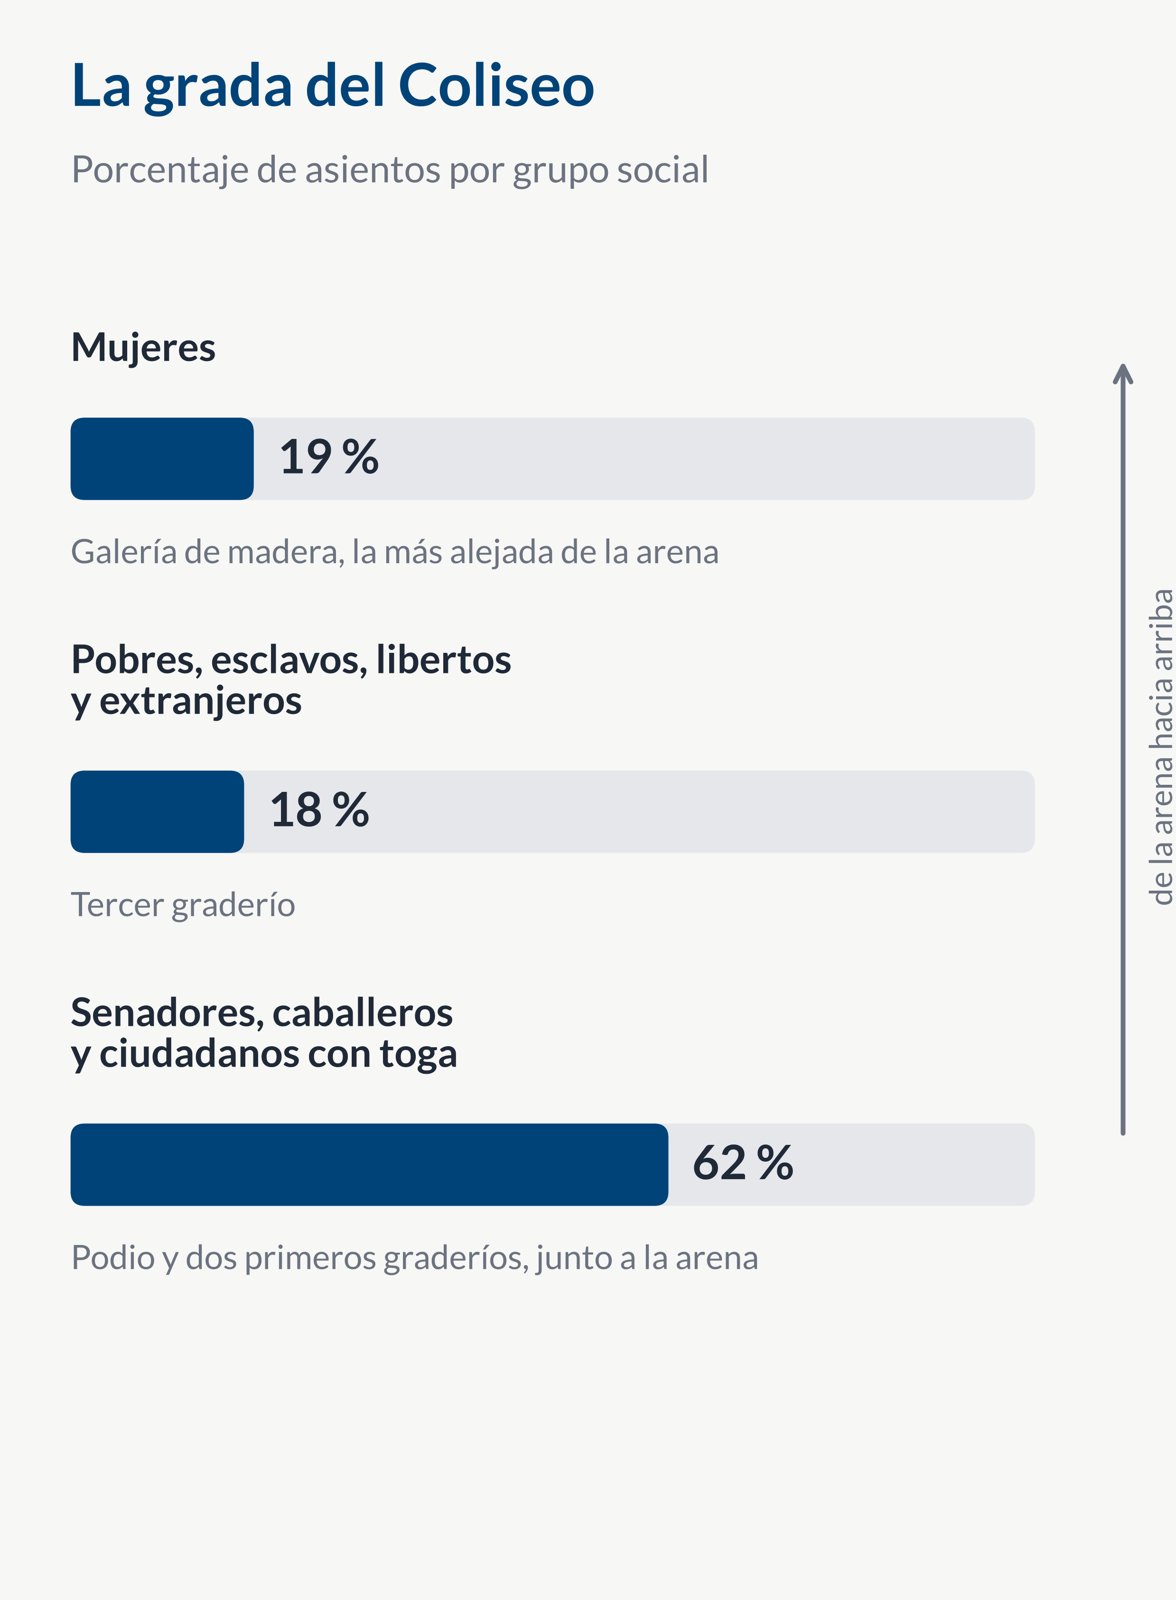 La grada del Coliseo
Porcentaje de asientos por grupo social
Mujeres
19 %
Galería de madera, la más alejada de la arena
Pobres, esclavos, libertos
y extranjeros
18 %
Tercer graderío
Senadores, caballeros
y ciudadanos con toga
62 %
Podio y dos primeros graderíos, junto a la arena
de la arena hacia arriba